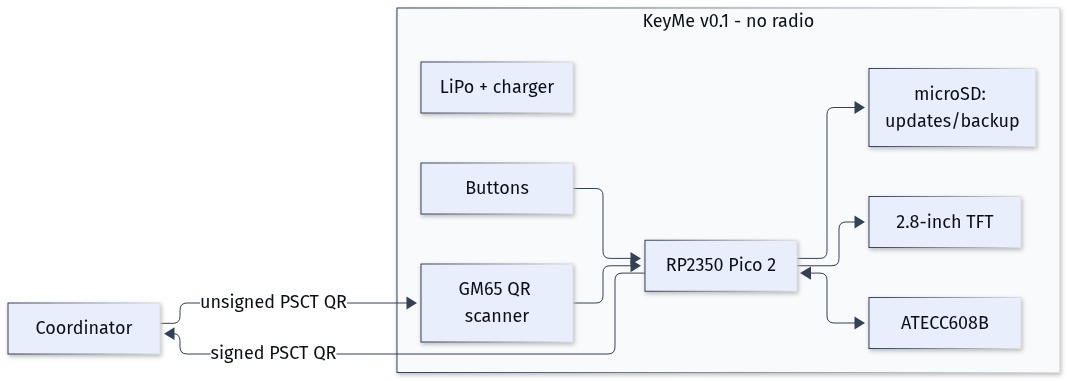 KeyMe v0.1 - no radio
LiPo + charger
microSD:
updates/backup
Buttons
2.8-inch TFT
RP2350 Pico 2
GM65 QR
scanner
unsigned PSCT QR
Coordinator
ATECC608B
signed PSCT QR